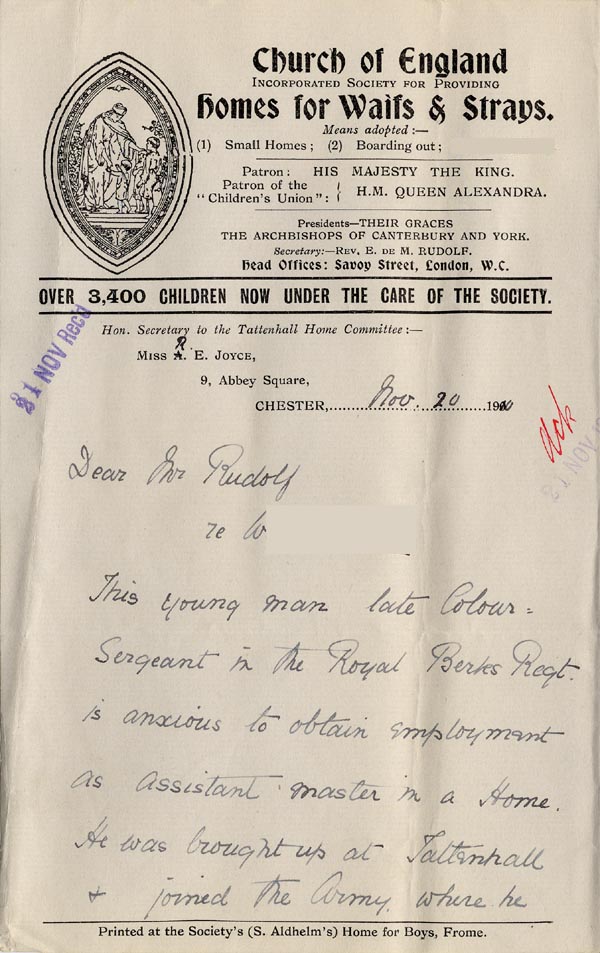 Church of England
INCORPORATED SOCIETY FOR PROVIDING
Homes for Waifs & Strays.
Means adopted :—
(1) Small Homes ; (2) Boarding out ;
Patron : HIS MAJESTY THE KING.
Patron of the
"Children's Union" : H.M. QUEEN ALEXANDRA.
Presidents—THEIR GRACES
THE ARCHBISHOPS OF CANTERBURY AND YORK.
Secretary:—REV. E. DE M. RUDOLF.
Head Offices: Savoy Street, London, W.C.
OVER 3,400 CHILDREN NOW UNDER THE CARE OF THE SOCIETY.
21 NOV Recd
Hon. Secretary to the Tattenhall Home Committee :—
MISS R. E. JOYCE,
9, Abbey Square,
CHESTER, Nov. 20 19
Ack
21 NOV
Dear Mr Rudolf
re W
This young man late Colour =
Sergeant in the Royal Berks Regt.
is anxious to obtain employment
as assistant master in a Home.
He was brought up at Tattenhall
& joined the Army, where he
Printed at the Society's (S. Aldhelm's) Home for Boys, Frome.